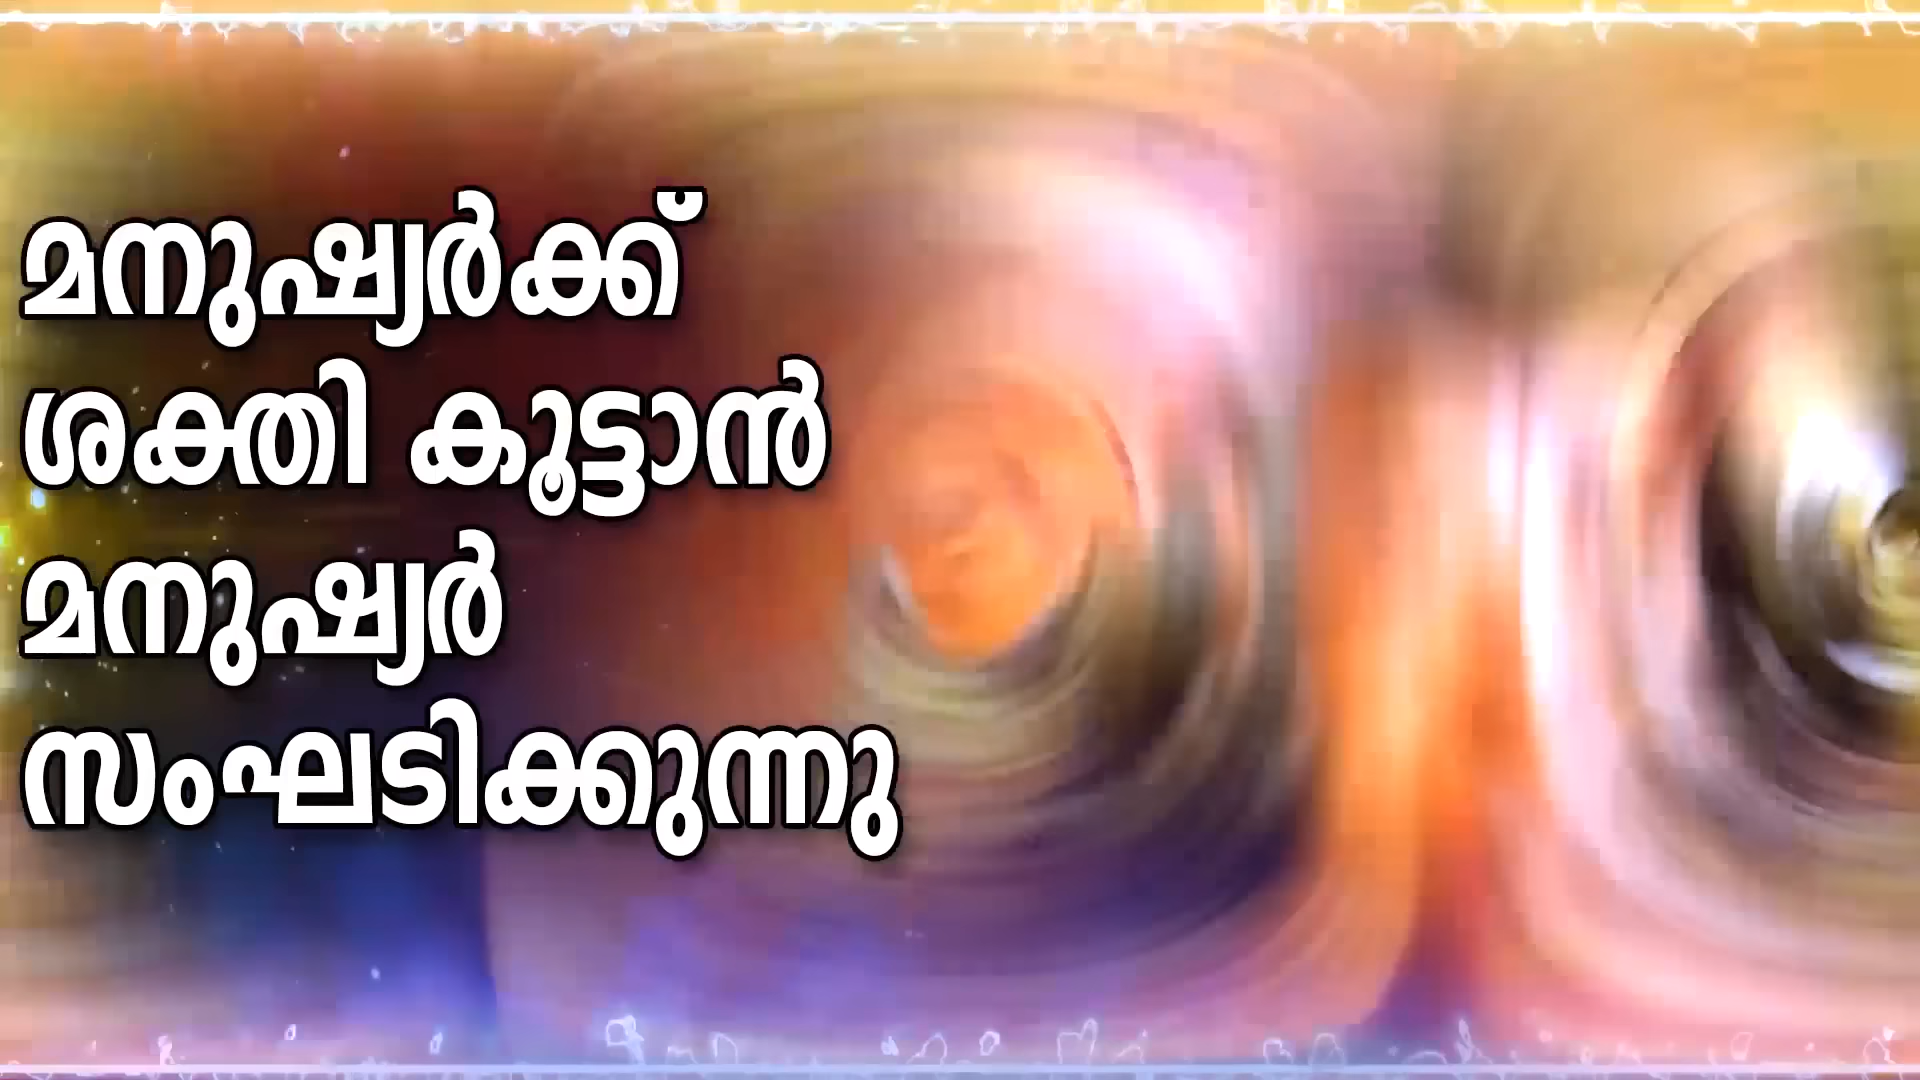 മനുഷ്യർക്ക്
ശക്തി കൂട്ടാൻ
മനുഷ്യർ
സംഘടിക്കുന്നു